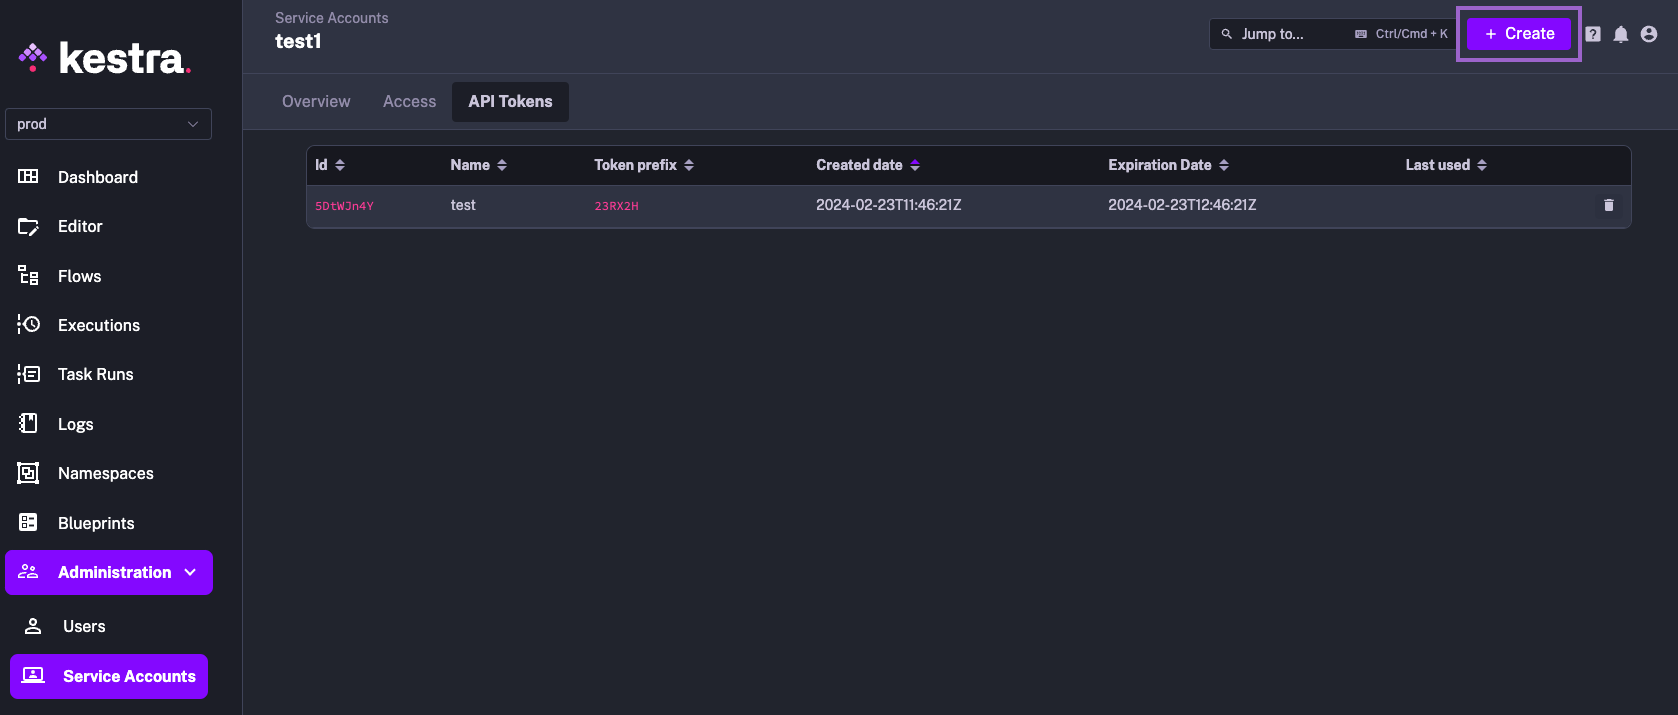 kestra.
prod
Dashboard
Editor
Flows
Executions
Task Runs
Logs
Namespaces
Blueprints
Administration
Users
Service Accounts
Service Accounts
test1
Jump to...
Ctrl/Cmd + K
+ Create
?
Overview
Access
API Tokens
Id Name Token prefix Created date Expiration Date Last used
5DtWJn4Y test 23RX2H 2024-02-23T11:46:21Z 2024-02-23T12:46:21Z